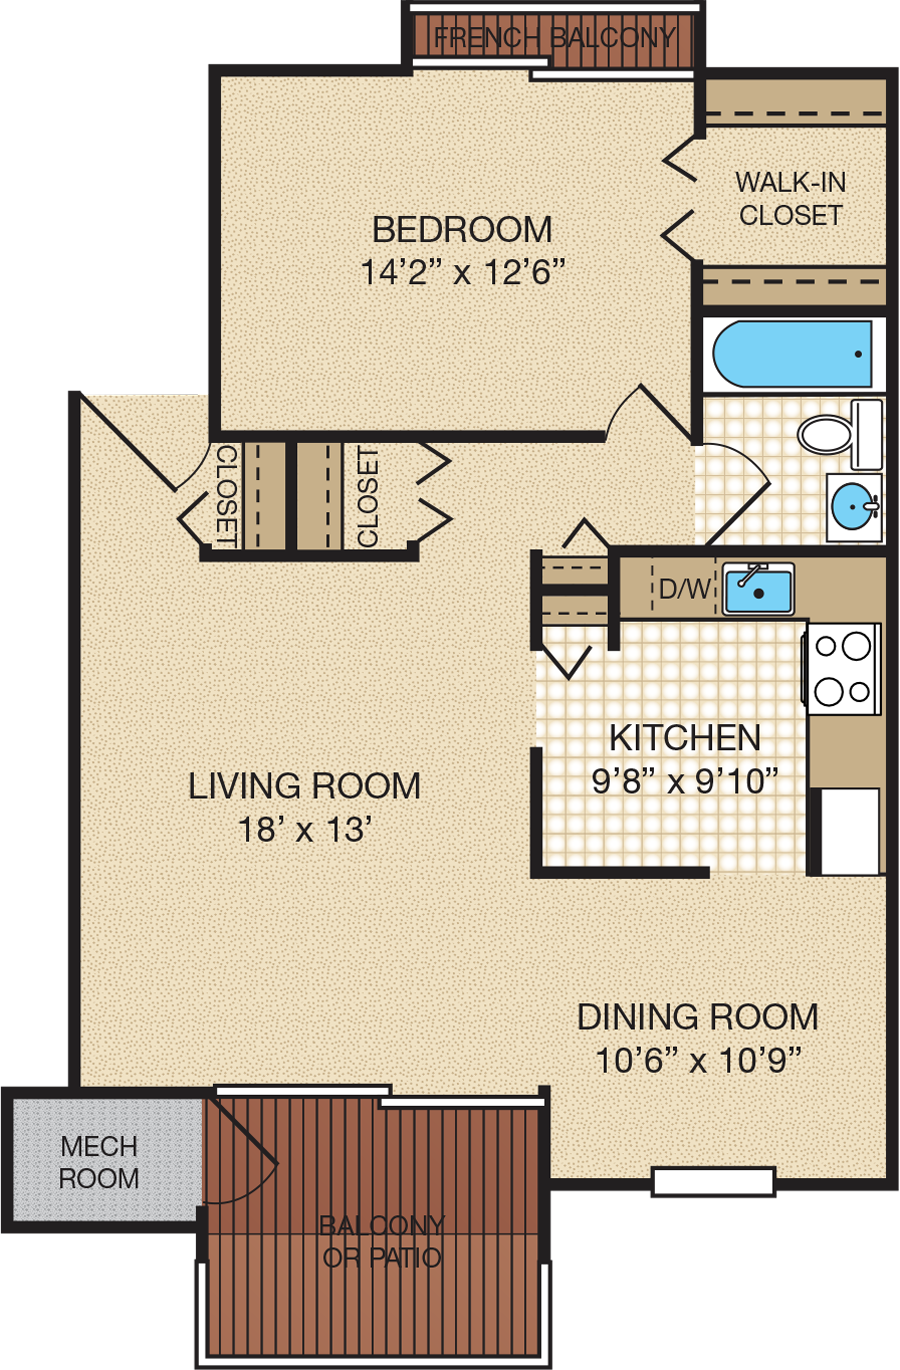 FRENCH BALCONY
WALK-IN
CLOSET
BEDROOM
14’2” x 12’6”
CLOSET
CLOSET
D/W
KITCHEN
9’8” x 9’10”
LIVING ROOM
18’ x 13’
DINING ROOM
10’6” x 10’9”
MECH
ROOM
BALCONY
OR PATIO